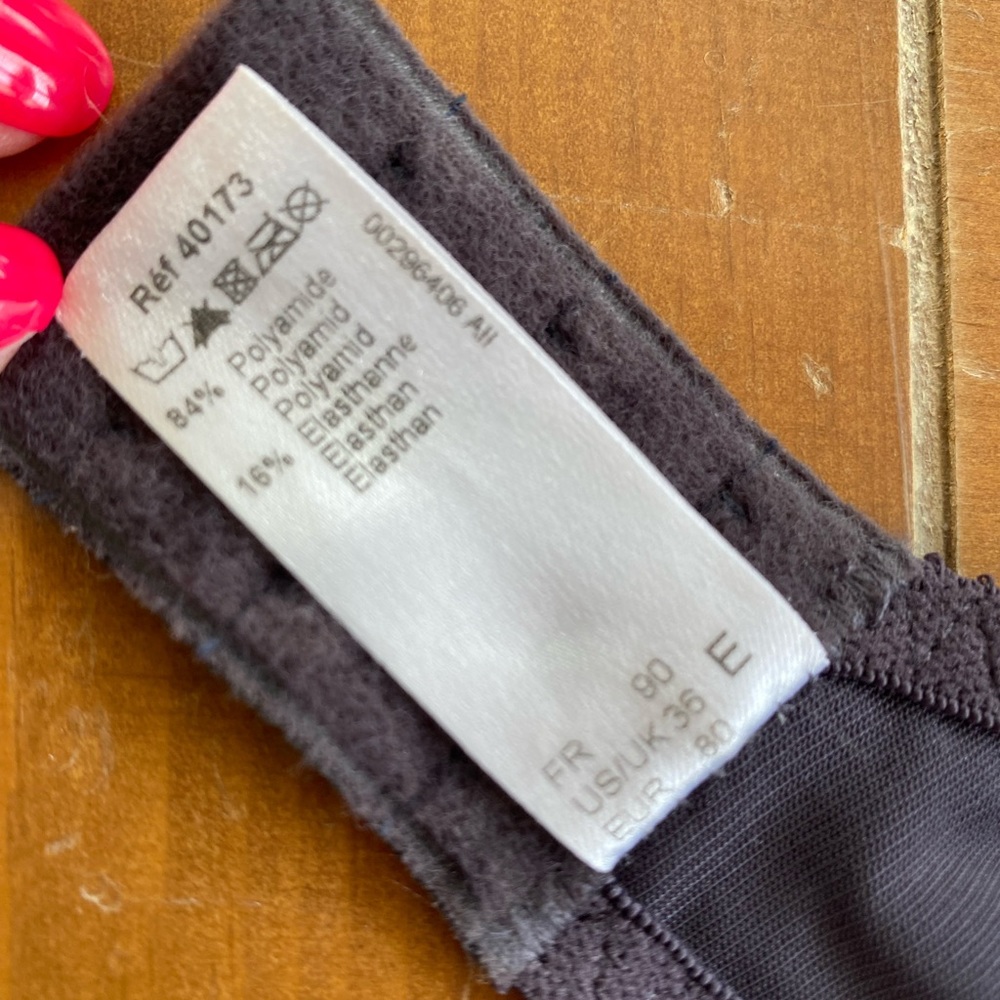 Réf 40173
84% Polyamide
Polyamid
Polyamid
16% Elasthanne
Elasthan
Elasthan
00296406 All
FR 90
US/UK 36 E
EUR 80